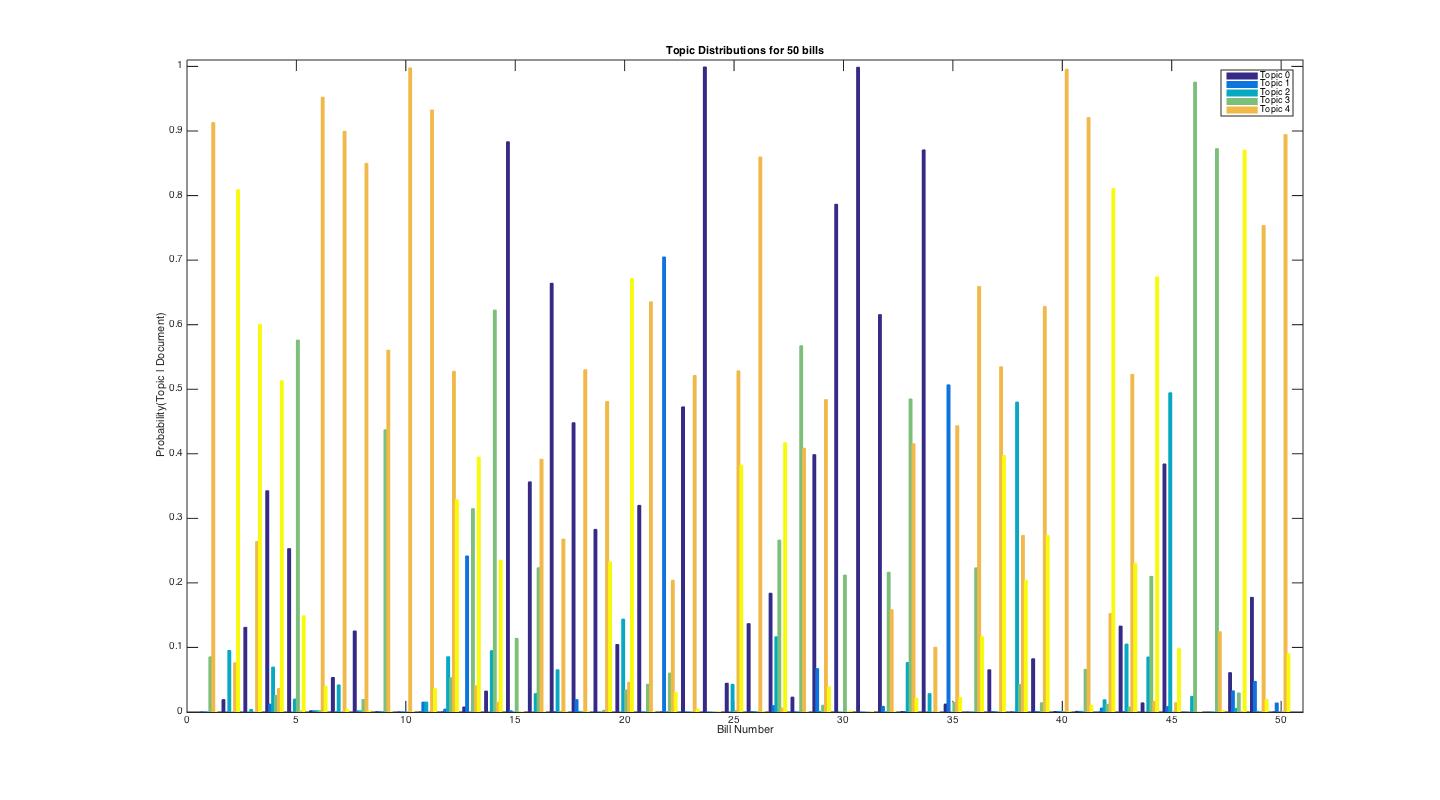 Topic Distributions for 50 bills
Topic 0
Topic 1
Topic 2
Topic 3
Topic 4
1
0.9
0.8
0.7
0.6
0.5
0.4
0.3
0.2
0.1
0
Probability(Topic | Document)
0 5 10 15 20 25 30 35 40 45 50
Bill Number